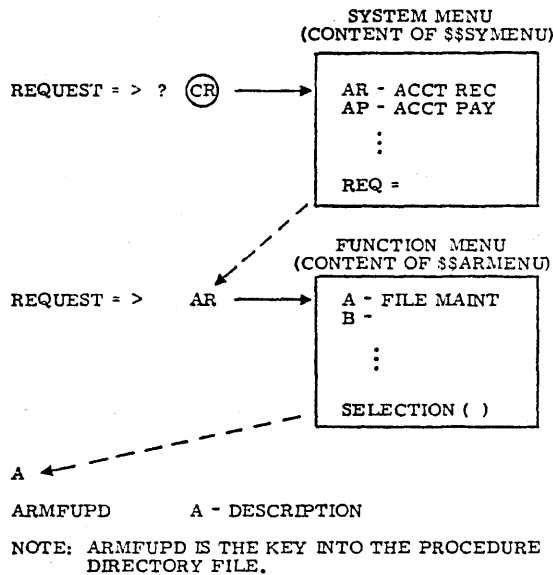 SYSTEM MENU
(CONTENT OF $$SYMENU)
REQUEST = > ? CR
AR - ACCT REC
AP - ACCT PAY
REQ =
FUNCTION MENU
(CONTENT OF $$ARMENU)
REQUEST = > AR
A - FILE MAINT
B -
SELECTION ( )
A
ARMFUPD A - DESCRIPTION
NOTE: ARMFUPD IS THE KEY INTO THE PROCEDURE
DIRECTORY FILE.